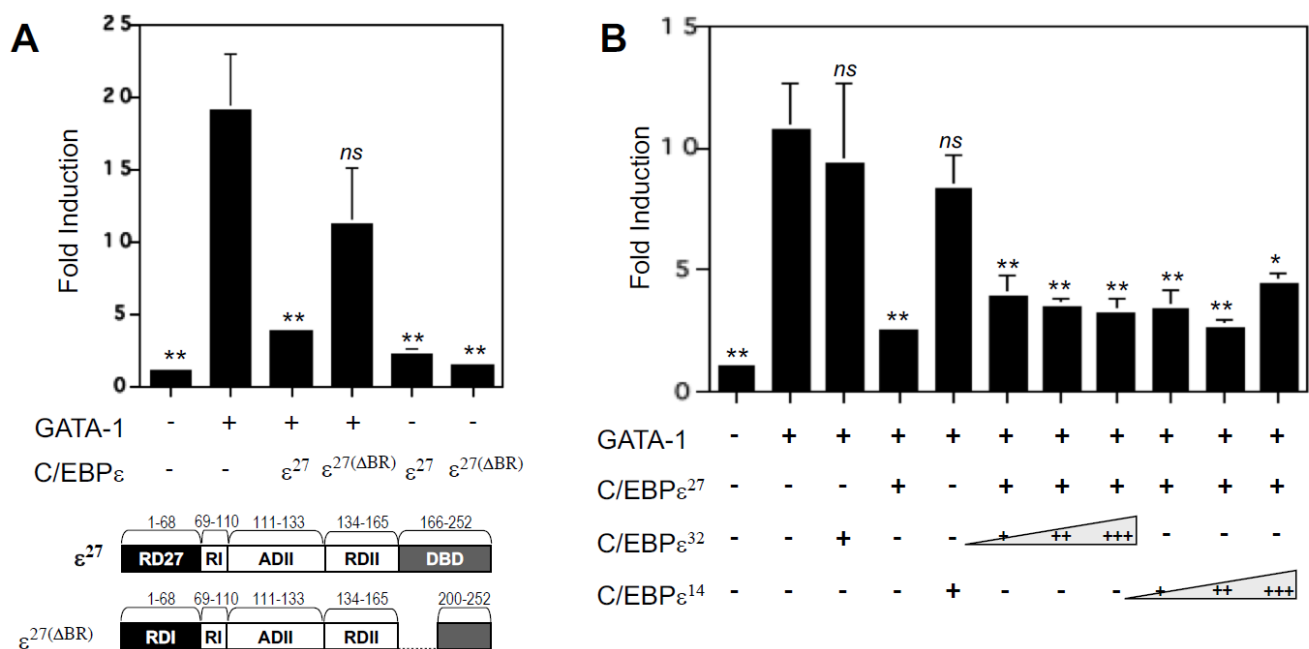 A
Fold Induction
25
20
15
10
5
0
**
**
ns
**
**
GATA-1 - + + + - -
C/EBPε - - ε27 ε27(ΔBR) ε27 ε27(ΔBR)
1-68 69-110 111-133 134-165 166-252
ε27 RD27 RI ADII RDII DBD
1-68 69-110 111-133 134-165 200-252
ε27(ΔBR) RDI RI ADII RDII
B
Fold Induction
15
10
5
0
**
ns
**
ns
**
**
**
**
**
*
GATA-1 - + + + + + + + + + +
C/EBPε27 - - - + - + + + + + +
C/EBPε32 - - + - - + ++ +++ - - -
C/EBPε14 - - - - + - - - + ++ +++